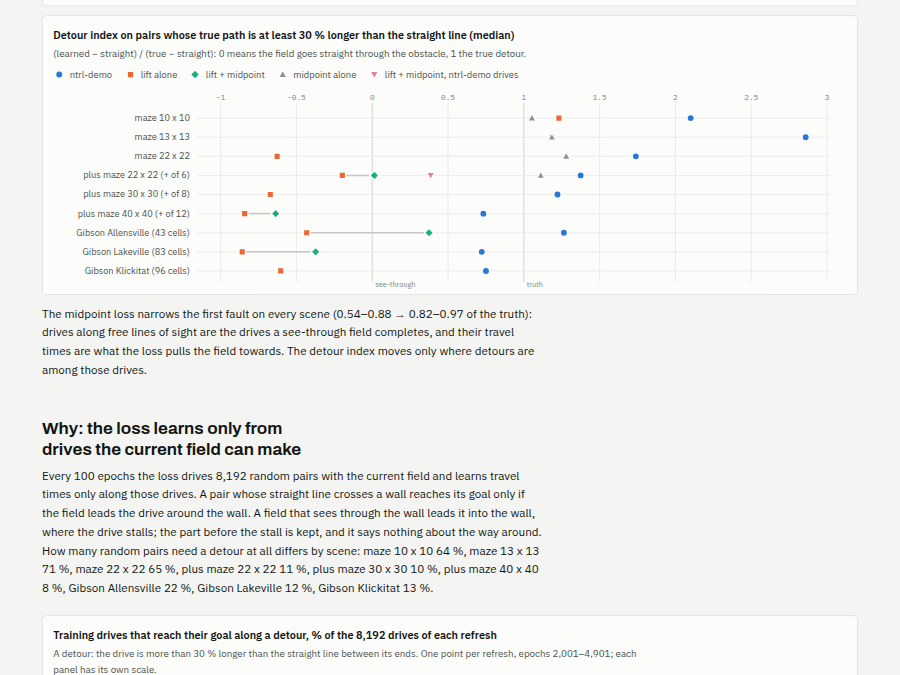 Detour index on pairs whose true path is at least 30 % longer than the straight line (median)
(learned – straight) / (true – straight): 0 means the field goes straight through the obstacle, 1 the true detour.
ntrl-demo lift alone lift + midpoint midpoint alone lift + midpoint, ntrl-demo drives
-1 -0.5 0 0.5 1 1.5 2 2.5 3
maze 10 x 10
maze 13 x 13
maze 22 x 22
plus maze 22 x 22 (+ of 6)
plus maze 30 x 30 (+ of 8)
plus maze 40 x 40 (+ of 12)
Gibson Allensville (43 cells)
Gibson Lakeville (83 cells)
Gibson Klickitat (96 cells)
see-through truth
The midpoint loss narrows the first fault on every scene (0.54–0.88 → 0.82–0.97 of the truth):
drives along free lines of sight are the drives a see-through field completes, and their travel
times are what the loss pulls the field towards. The detour index moves only where detours are
among those drives.
Why: the loss learns only from
drives the current field can make
Every 100 epochs the loss drives 8,192 random pairs with the current field and learns travel
times only along those drives. A pair whose straight line crosses a wall reaches its goal only if
the field leads the drive around the wall. A field that sees through the wall leads it into the wall,
where the drive stalls; the part before the stall is kept, and it says nothing about the way around.
How many random pairs need a detour at all differs by scene: maze 10 x 10 64 %, maze 13 x 13
71 %, maze 22 x 22 65 %, plus maze 22 x 22 11 %, plus maze 30 x 30 10 %, plus maze 40 x 40
8 %, Gibson Allensville 22 %, Gibson Lakeville 12 %, Gibson Klickitat 13 %.
Training drives that reach their goal along a detour, % of the 8,192 drives of each refresh
A detour: the drive is more than 30 % longer than the straight line between its ends. One point per refresh, epochs 2,001–4,901; each
panel has its own scale.